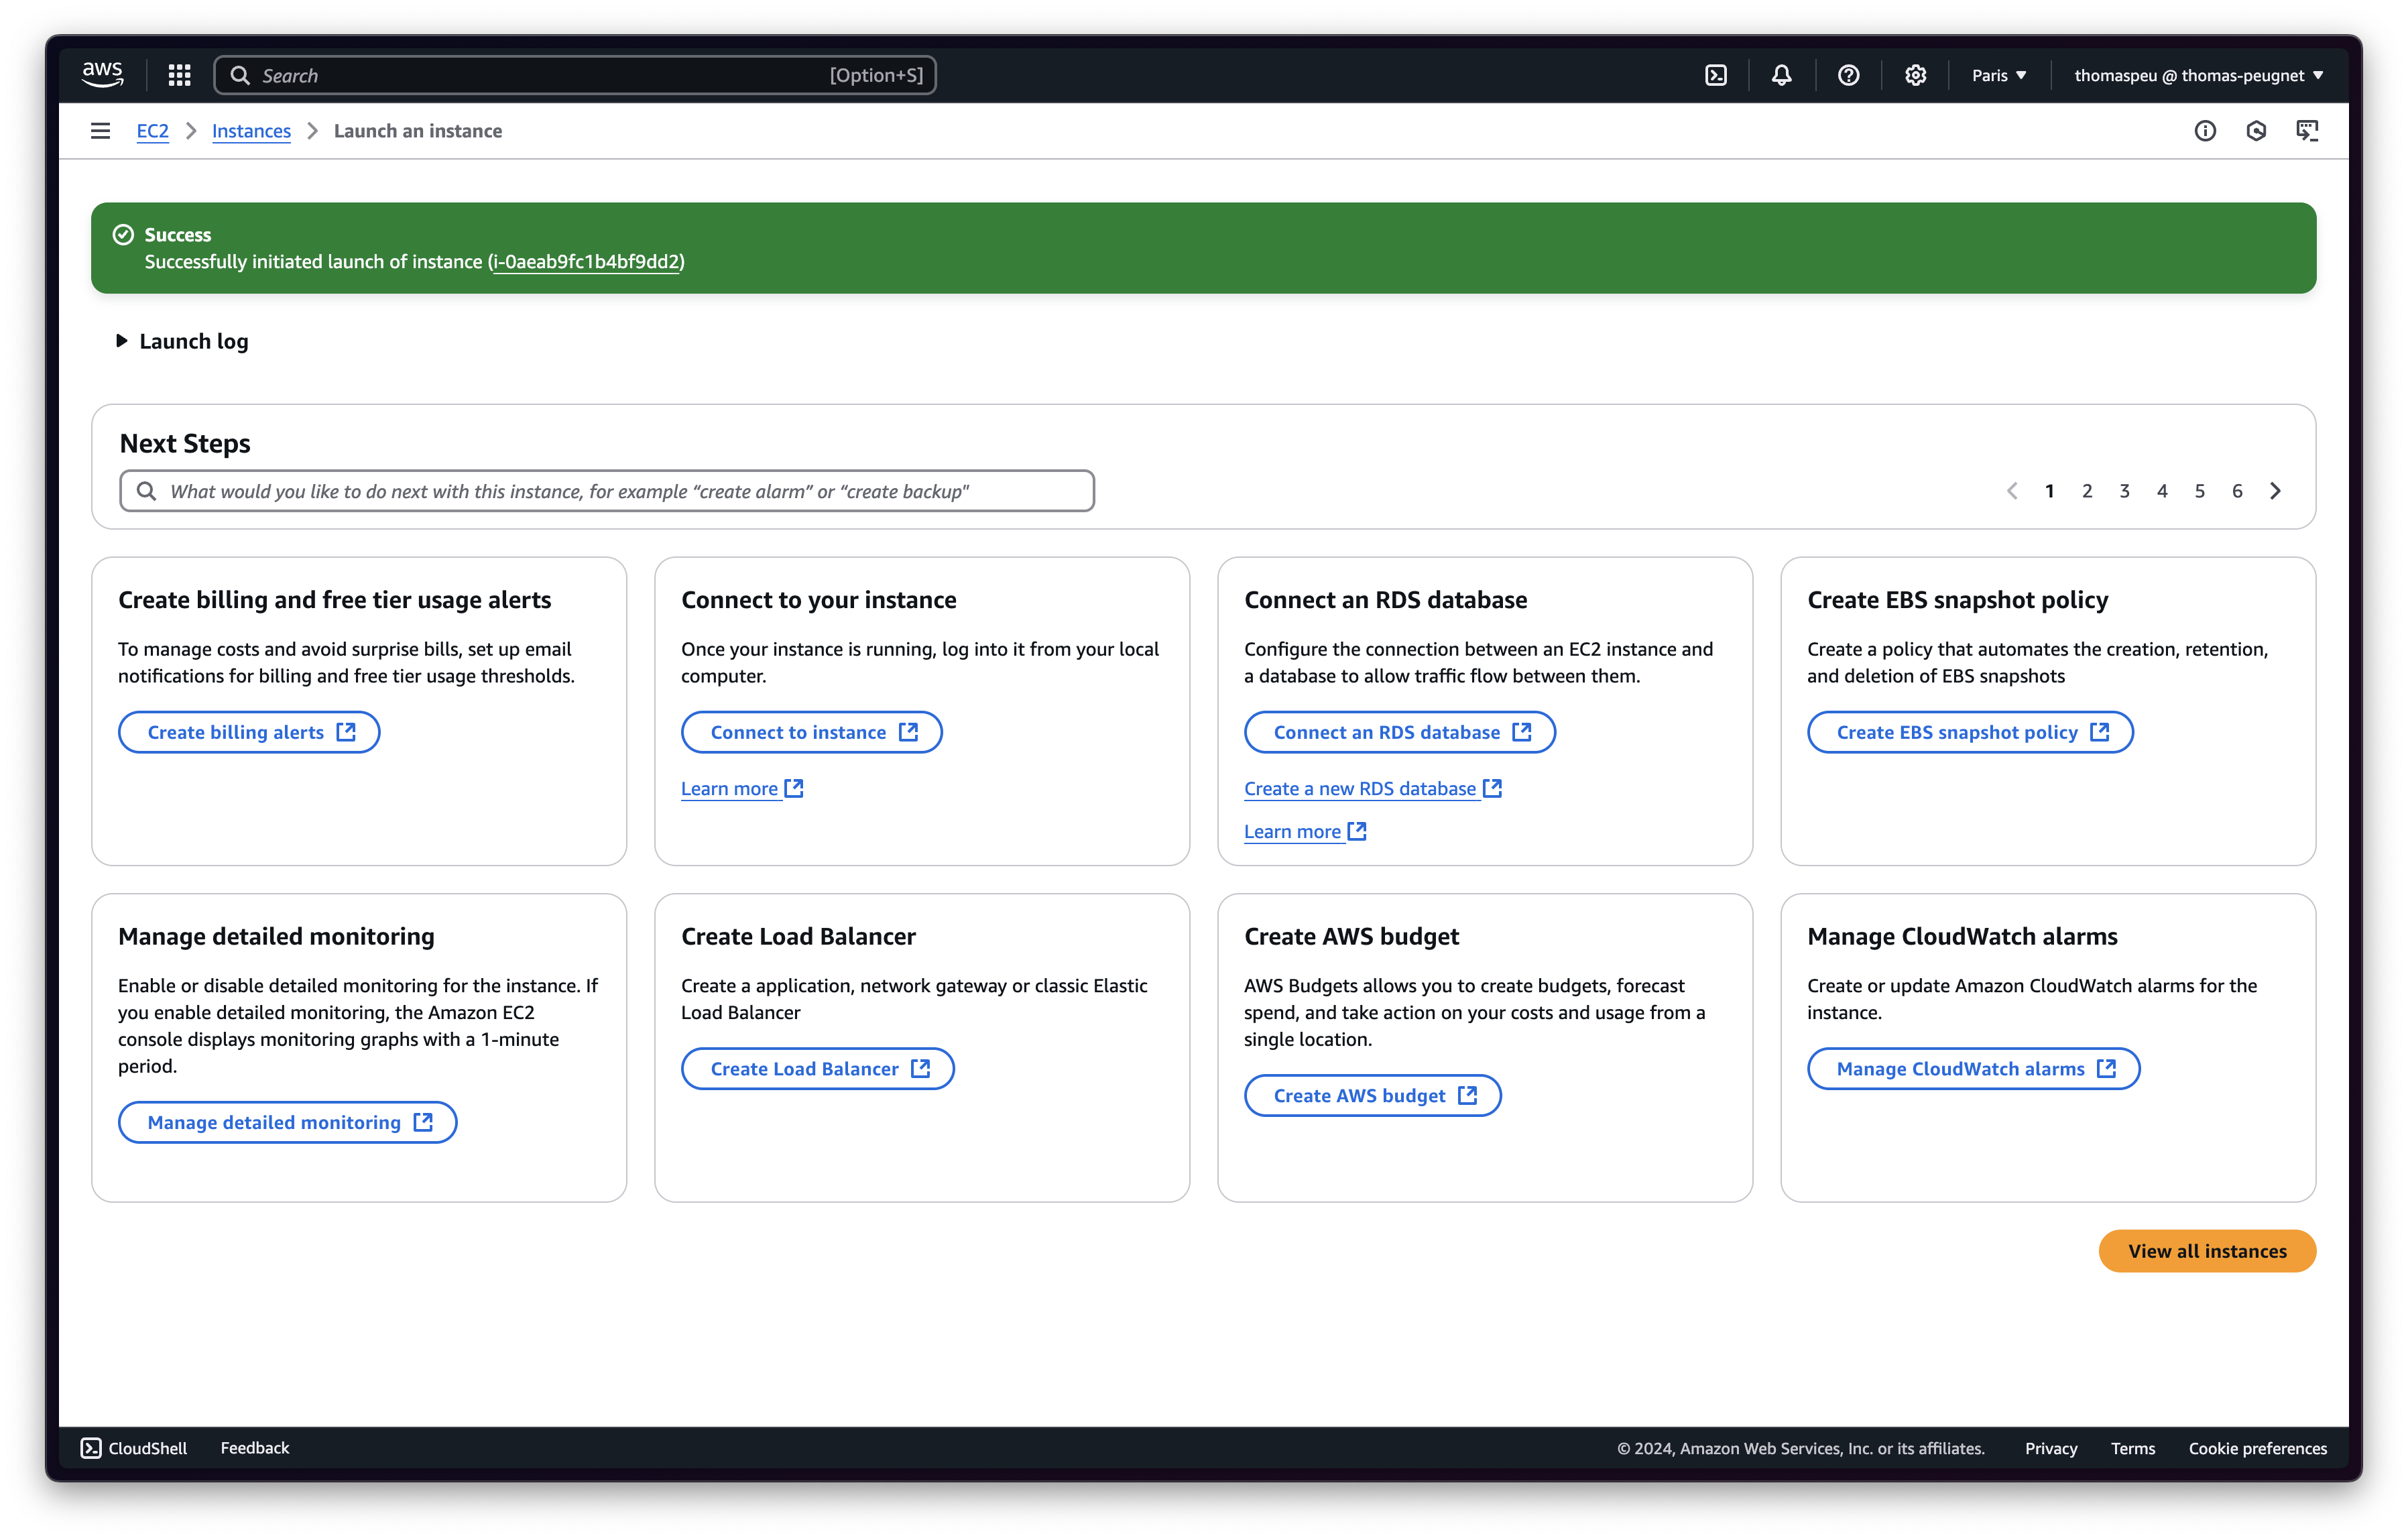 aws
Search [Option+S]
Paris
thomaspeu @ thomas-peugnet
EC2 Instances Launch an instance
Success
Successfully initiated launch of instance (i-0aeab9fc1b4bf9dd2)
Launch log
Next Steps
What would you like to do next with this instance, for example “create alarm” or “create backup"
1 2 3 4 5 6
Create billing and free tier usage alerts
To manage costs and avoid surprise bills, set up email
notifications for billing and free tier usage thresholds.
Create billing alerts
Connect to your instance
Once your instance is running, log into it from your local
computer.
Connect to instance
Learn more
Connect an RDS database
Configure the connection between an EC2 instance and
a database to allow traffic flow between them.
Connect an RDS database
Create a new RDS database
Learn more
Create EBS snapshot policy
Create a policy that automates the creation, retention,
and deletion of EBS snapshots
Create EBS snapshot policy
Manage detailed monitoring
Enable or disable detailed monitoring for the instance. If
you enable detailed monitoring, the Amazon EC2
console displays monitoring graphs with a 1-minute
period.
Manage detailed monitoring
Create Load Balancer
Create a application, network gateway or classic Elastic
Load Balancer
Create Load Balancer
Create AWS budget
AWS Budgets allows you to create budgets, forecast
spend, and take action on your costs and usage from a
single location.
Create AWS budget
Manage CloudWatch alarms
Create or update Amazon CloudWatch alarms for the
instance.
Manage CloudWatch alarms
View all instances
CloudShell Feedback
© 2024, Amazon Web Services, Inc. or its affiliates. Privacy Terms Cookie preferences